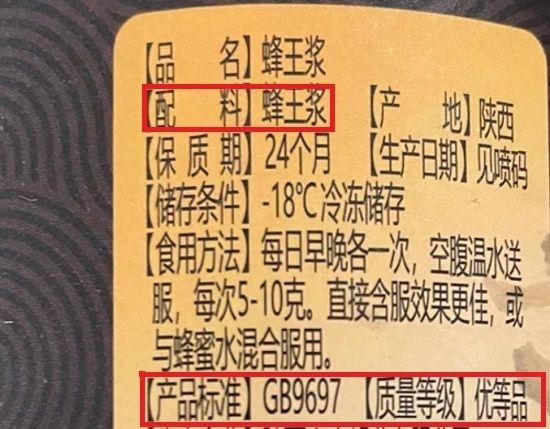 【品 名】蜂王浆
【配 料】蜂王浆 【产 地】陕西
【保质期】24个月 【生产日期】见喷码
【储存条件】-18℃冷冻储存
【食用方法】每日早晚各一次，空腹温水送
服，每次5-10克。直接含服效果更佳，或
与蜂蜜水混合服用。
【产品标准】GB9697 【质量等级】优等品